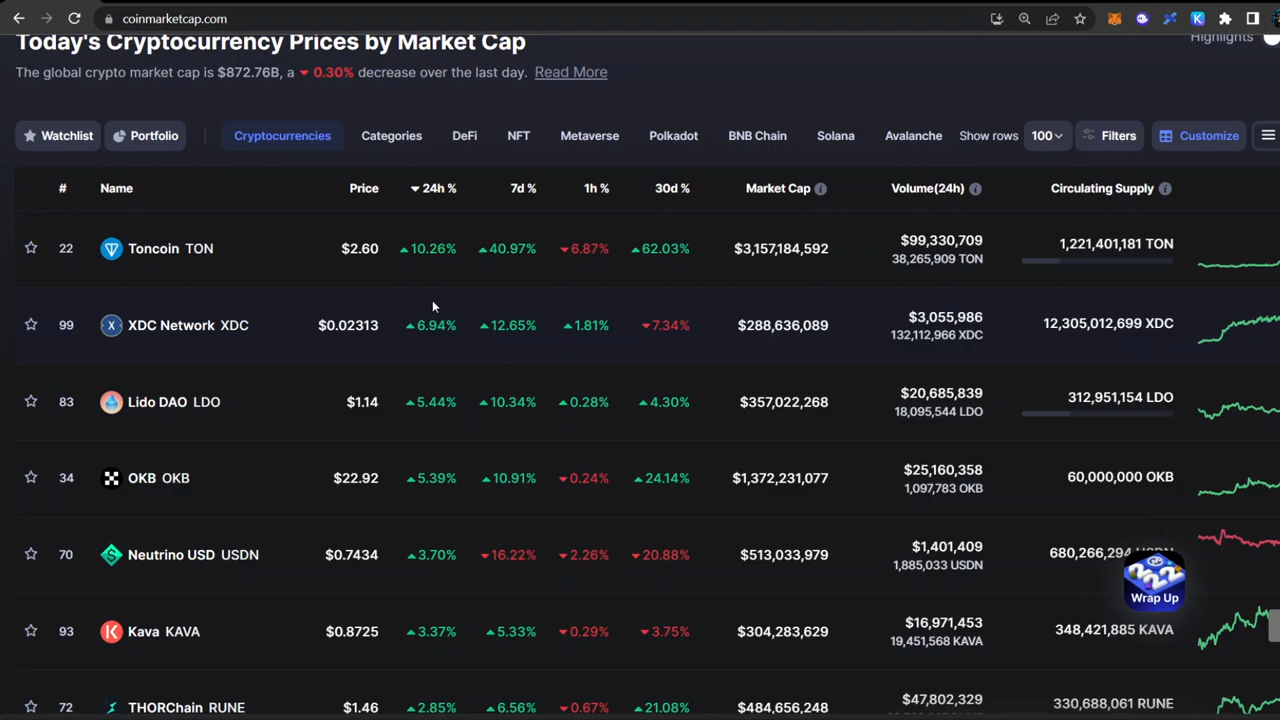 coinmarketcap.com
Today's Cryptocurrency Prices by Market Cap
Highlights
The global crypto market cap is $872.76B, a 0.30% decrease over the last day. Read More
Watchlist Portfolio Cryptocurrencies Categories DeFi NFT Metaverse Polkadot BNB Chain Solana Avalanche Show rows 100 Filters Customize
# Name Price 24h % 7d % 1h % 30d % Market Cap Volume(24h) Circulating Supply
22 Toncoin TON $2.60 10.26% 40.97% 6.87% 62.03% $3,157,184,592 $99,330,709 1,221,401,181 TON
38,265,909 TON
99 XDC Network XDC $0.02313 6.94% 12.65% 1.81% 7.34% $288,636,089 $3,055,986 12,305,012,699 XDC
132,112,966 XDC
83 Lido DAO LDO $1.14 5.44% 10.34% 0.28% 4.30% $357,022,268 $20,685,839 312,951,154 LDO
18,095,544 LDO
34 OKB OKB $22.92 5.39% 10.91% 0.24% 24.14% $1,372,231,077 $25,160,358 60,000,000 OKB
1,097,783 OKB
70 Neutrino USD USDN $0.7434 3.70% 16.22% 2.26% 20.88% $513,033,979 $1,401,409 680,266,294 USDN
1,885,033 USDN
2022
Wrap Up
93 Kava KAVA $0.8725 3.37% 5.33% 0.29% 3.75% $304,283,629 $16,971,453 348,421,885 KAVA
19,451,568 KAVA
72 THORChain RUNE $1.46 2.85% 6.56% 0.67% 21.08% $484,656,248 $47,802,329 330,688,061 RUNE